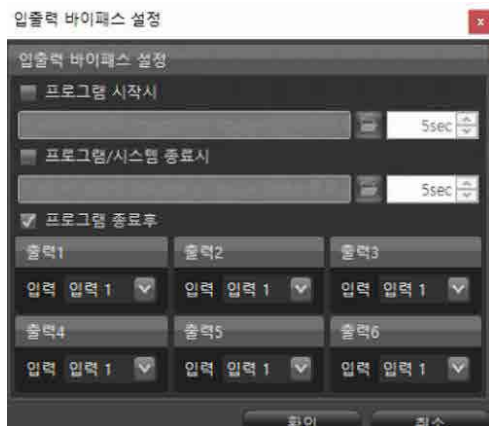 입출력 바이패스 설정
x
입출력 바이패스 설정
프로그램 시작시
5sec
프로그램/시스템 종료시
5sec
프로그램 종료후
출력1 출력2 출력3
입력 입력 1 입력 입력 1 입력 입력 1
출력4 출력5 출력6
입력 입력 1 입력 입력 1 입력 입력 1
확인 취소